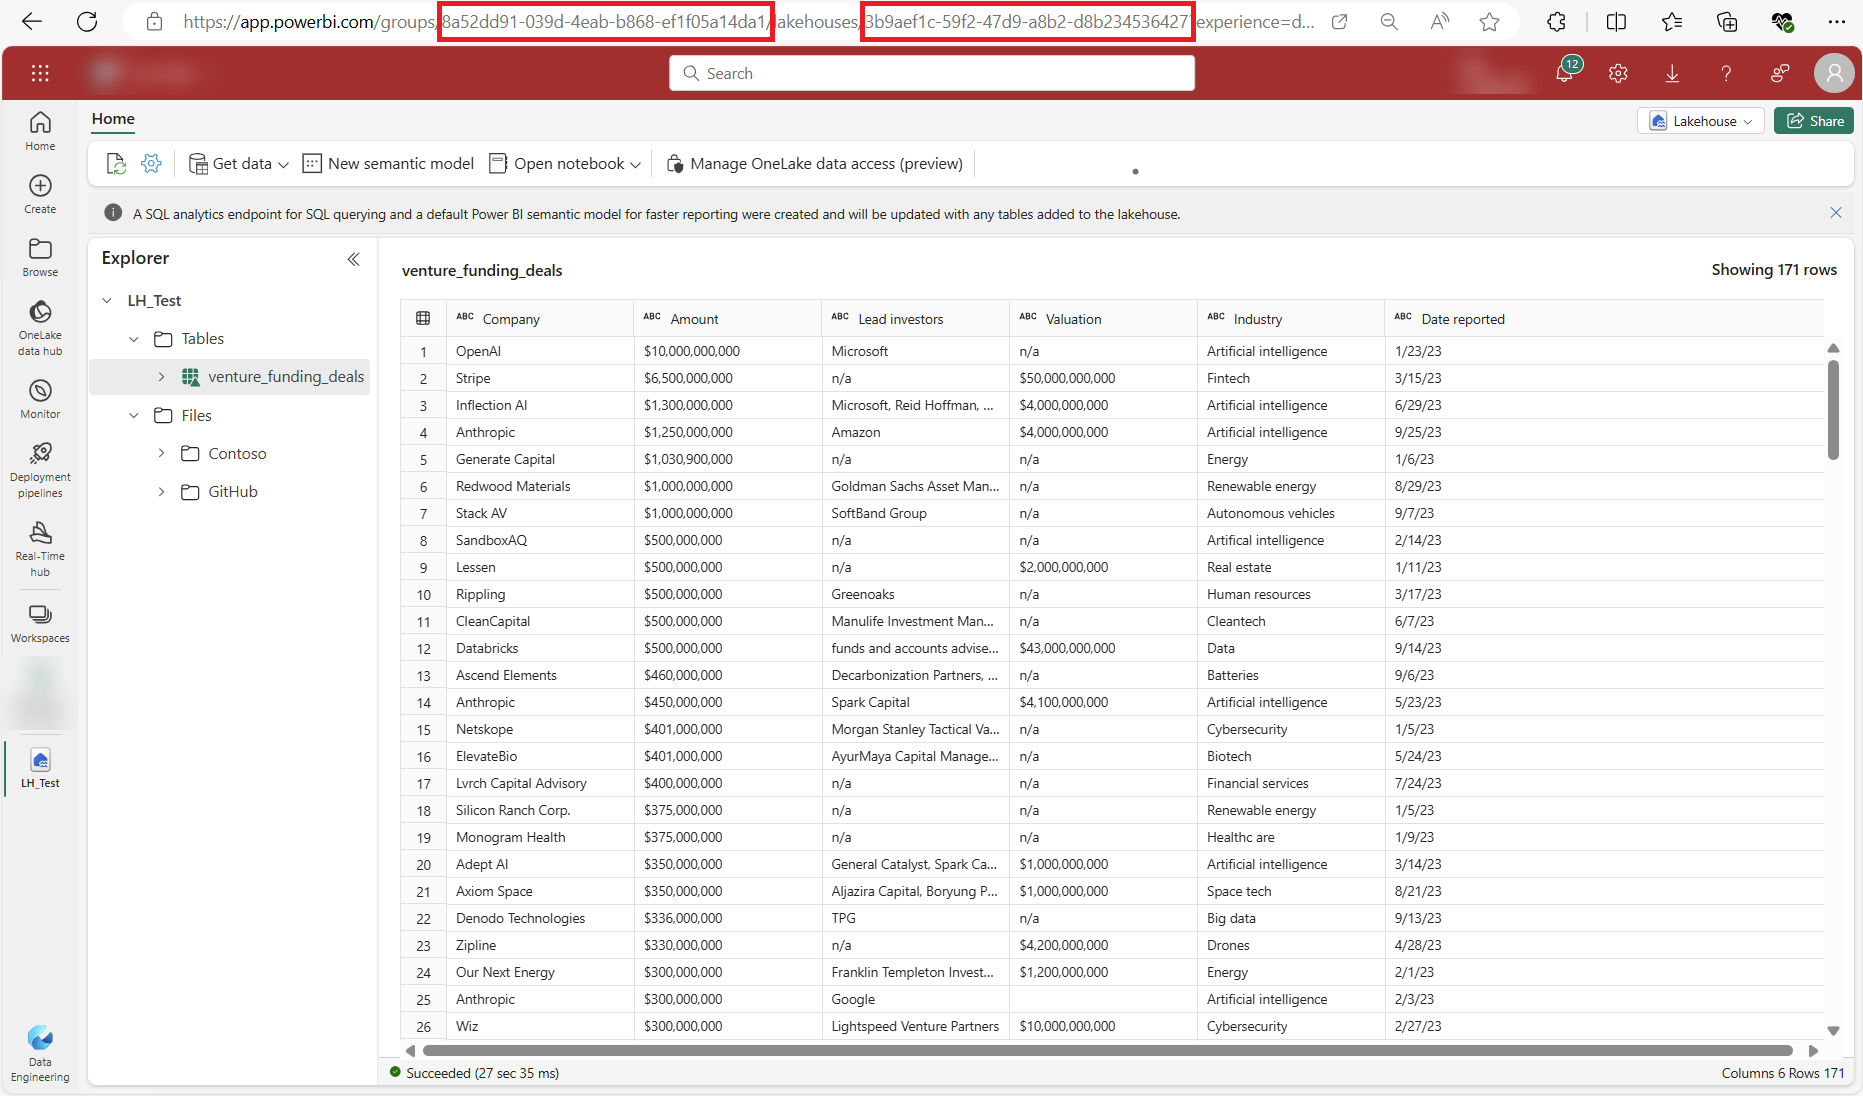 https://app.powerbi.com/groups/8a52dd91-039d-4eab-b868-ef1f05a14da1/lakehouses/3b9aef1c-59f2-47d9-a8b2-d8b234536427?experience=d...
Search
12
Home
Lakehouse
Share
Get data
New semantic model
Open notebook
Manage OneLake data access (preview)
A SQL analytics endpoint for SQL querying and a default Power BI semantic model for faster reporting were created and will be updated with any tables added to the lakehouse.
Home
Create
Browse
OneLake
data hub
Monitor
Deployment
pipelines
Real-Time
hub
Workspaces
LH_Test
Data
Engineering
Explorer
LH_Test
Tables
venture_funding_deals
Files
Contoso
GitHub
venture_funding_deals
Showing 171 rows
ABC Company ABC Amount ABC Lead investors ABC Valuation ABC Industry ABC Date reported
1 OpenAI $10,000,000,000 Microsoft n/a Artificial intelligence 1/23/23
2 Stripe $6,500,000,000 n/a $50,000,000,000 Fintech 3/15/23
3 Inflection AI $1,300,000,000 Microsoft, Reid Hoffman, ... $4,000,000,000 Artificial intelligence 6/29/23
4 Anthropic $1,250,000,000 Amazon $4,000,000,000 Artificial intelligence 9/25/23
5 Generate Capital $1,030,900,000 n/a n/a Energy 1/6/23
6 Redwood Materials $1,000,000,000 Goldman Sachs Asset Man... n/a Renewable energy 8/29/23
7 Stack AV $1,000,000,000 SoftBand Group n/a Autonomous vehicles 9/7/23
8 SandboxAQ $500,000,000 n/a n/a Artifical intelligence 2/14/23
9 Lessen $500,000,000 n/a $2,000,000,000 Real estate 1/11/23
10 Rippling $500,000,000 Greenoaks n/a Human resources 3/17/23
11 CleanCapital $500,000,000 Manulife Investment Man... n/a Cleantech 6/7/23
12 Databricks $500,000,000 funds and accounts advise... $43,000,000,000 Data 9/14/23
13 Ascend Elements $460,000,000 Decarbonization Partners, ... n/a Batteries 9/6/23
14 Anthropic $450,000,000 Spark Capital $4,100,000,000 Artificial intelligence 5/23/23
15 Netskope $401,000,000 Morgan Stanley Tactical Va... n/a Cybersecurity 1/5/23
16 ElevateBio $401,000,000 AyurMaya Capital Manage... n/a Biotech 5/24/23
17 Lvrch Capital Advisory $400,000,000 n/a n/a Financial services 7/24/23
18 Silicon Ranch Corp. $375,000,000 n/a n/a Renewable energy 1/5/23
19 Monogram Health $375,000,000 n/a n/a Healthc are 1/9/23
20 Adept AI $350,000,000 General Catalyst, Spark Ca... $1,000,000,000 Artificial intelligence 3/14/23
21 Axiom Space $350,000,000 Aljazira Capital, Boryung P... $1,000,000,000 Space tech 8/21/23
22 Denodo Technologies $336,000,000 TPG n/a Big data 9/13/23
23 Zipline $330,000,000 n/a $4,200,000,000 Drones 4/28/23
24 Our Next Energy $300,000,000 Franklin Templeton Invest... $1,200,000,000 Energy 2/1/23
25 Anthropic $300,000,000 Google Artificial intelligence 2/3/23
26 Wiz $300,000,000 Lightspeed Venture Partners $10,000,000,000 Cybersecurity 2/27/23
Succeeded (27 sec 35 ms)
Columns 6 Rows 171